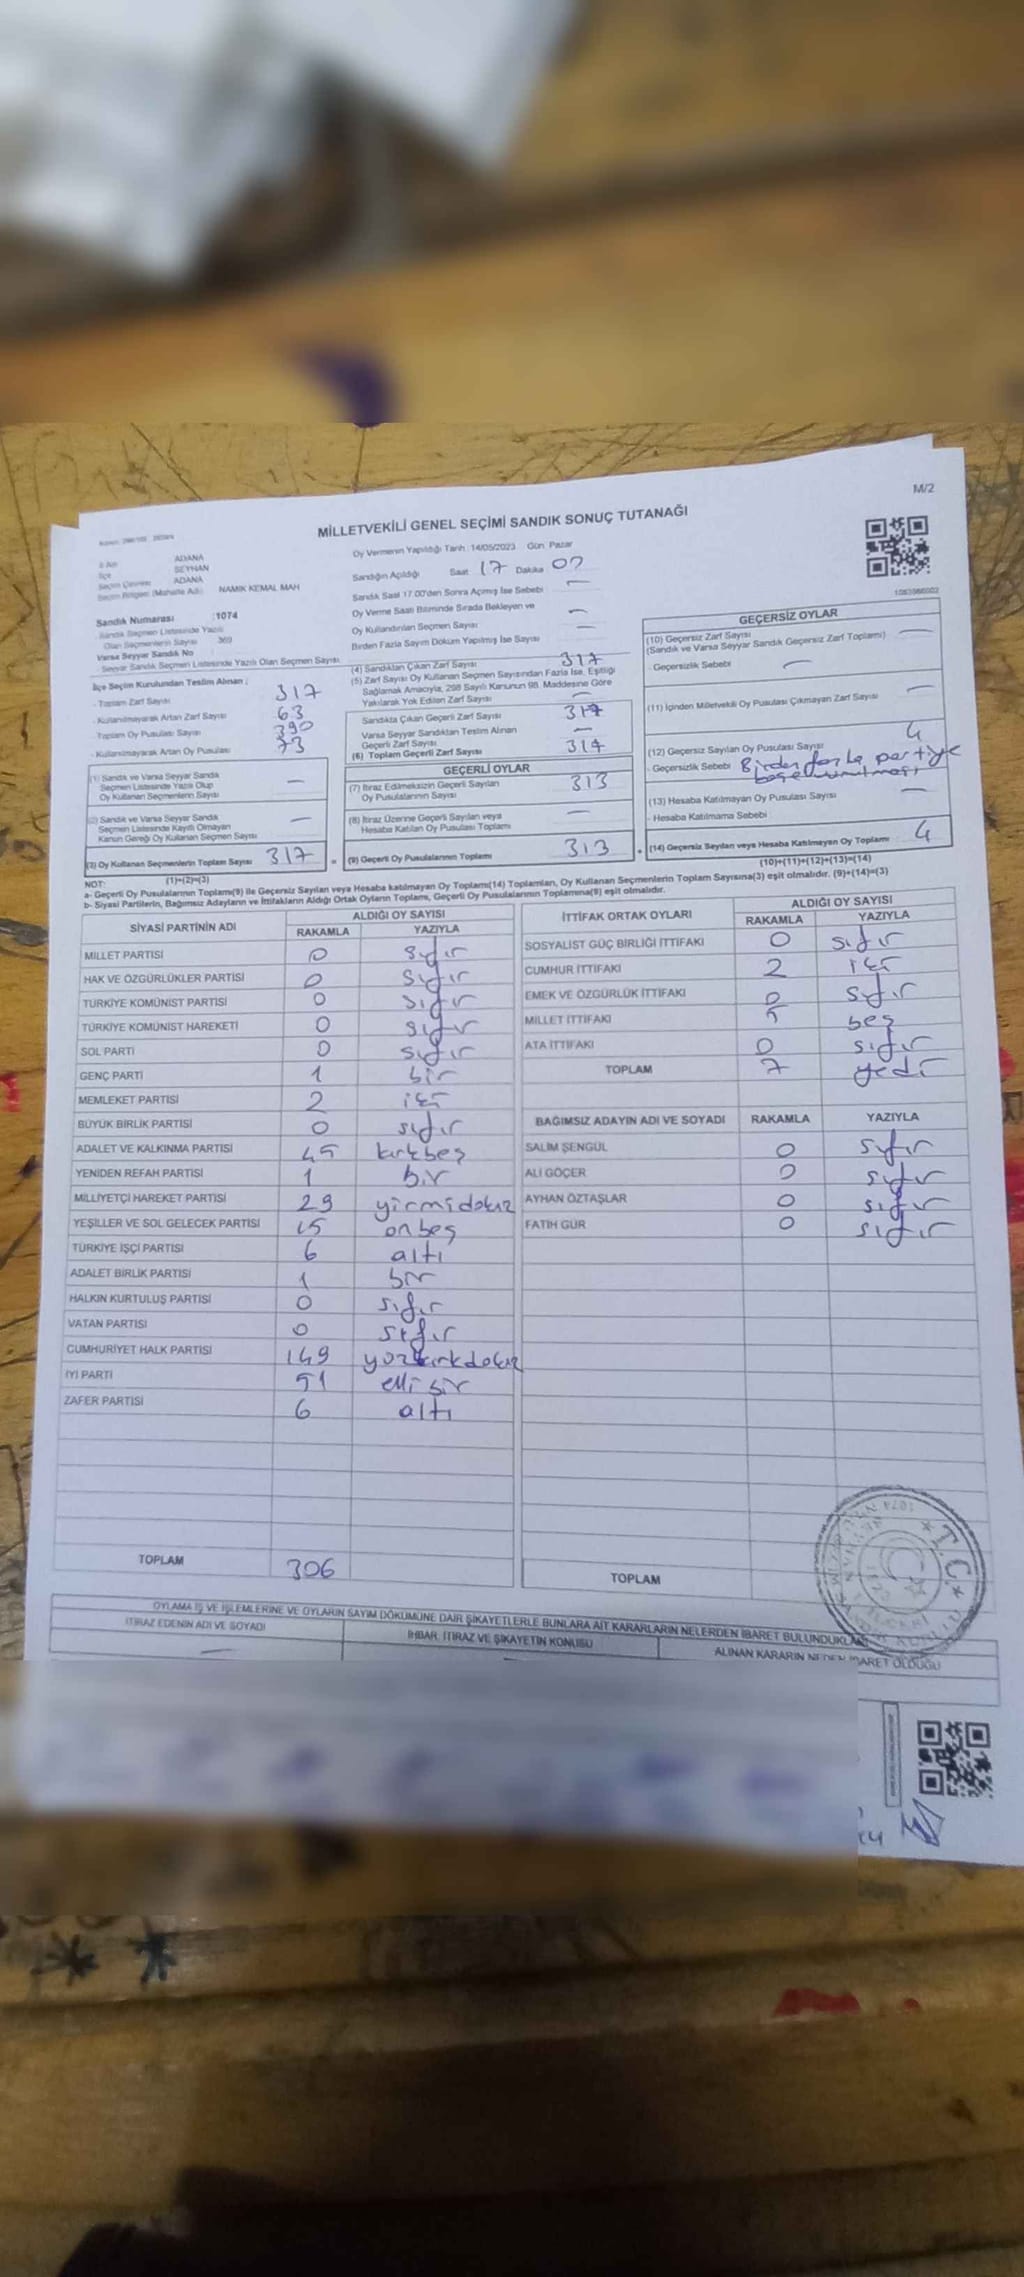 M/2
MİLLETVEKİLİ GENEL SEÇİMİ SANDIK SONUÇ TUTANAĞI
ADANA
İlçe SEYHAN
Seçim Çevresi ADANA
Seçim Bölgesi (Mahalle Adı) NAMIK KEMAL MAH
Sandık Numarası :1074
Sandık Seçmen Listesinde Yazılı
Olan Seçmenlerin Sayısı 369
Varsa Seyyar Sandık No
Seyyar Sandık Seçmen Listesinde Yazılı Olan Seçmen Sayısı
İlçe Seçim Kurulundan Teslim Alınan ;
- Toplam Zarf Sayısı 317
- Kullanılmayarak Artan Zarf Sayısı 63
- Toplam Oy Pusulası Sayısı 390
- Kullanılmayarak Artan Oy Pusulası 73
(1) Sandık ve Varsa Seyyar Sandık
Seçmen Listesinde Yazılı Olup
Oy Kullanan Seçmenlerin Sayısı —
(2) Sandık ve Varsa Seyyar Sandık
Seçmen Listesinde Kayıtlı Olmayan
Kanun Gereği Oy Kullanan Seçmen Sayısı —
(3) Oy Kullanan Seçmenlerin Toplam Sayısı 317
(1)+(2)=(3)
Oy Vermenin Yapıldığı Tarih :14/05/2023 Gün: Pazar
Sandığın Açıldığı Saat 17 Dakika 07
Sandık Saat 17.00'den Sonra Açımış İse Sebebi —
Oy Verme Saati Bitiminde Sırada Bekleyen ve
Oy Kullandırılan Seçmen Sayısı —
Birden Fazla Sayım Döküm Yapılmış İse Sayısı —
(4) Sandıktan Çıkan Zarf Sayısı 317
(5) Zarf Sayısı Oy Kullanan Seçmen Sayısından Fazla İse, Eşitliği
Sağlamak Amacıyla, 298 Sayılı Kanunun 98. Maddesine Göre
Yakılarak Yok Edilen Zarf Sayısı —
Sandıkta Çıkan Geçerli Zarf Sayısı 317
Varsa Seyyar Sandıktan Teslim Alınan
Geçerli Zarf Sayısı —
(6) Toplam Geçerli Zarf Sayısı 317
GEÇERLİ OYLAR
(7) İtiraz Edilmeksizin Geçerli Sayılan
Oy Pusulalarının Sayısı 313
(8) İtiraz Üzerine Geçerli Sayılan veya
Hesaba Katılan Oy Pusulası Toplamı —
(9) Geçerli Oy Pusulalarının Toplamı 313
1083086002
GEÇERSİZ OYLAR
(10) Geçersiz Zarf Sayısı
(Sandık ve Varsa Seyyar Sandık Geçersiz Zarf Toplamı) —
- Geçersizlik Sebebi —
(11) İçinden Milletvekili Oy Pusulası Çıkmayan Zarf Sayısı —
(12) Geçersiz Sayılan Oy Pusulası Sayısı 4
- Geçersizlik Sebebi Birden fazla partiye
(13) Hesaba Katılmayan Oy Pusulası Sayısı —
- Hesaba Katılmama Sebebi
(14) Geçersiz Sayılan veya Hesaba Katılmayan Oy Toplamı 4
(10)+(11)+(12)+(13)=(14)
NOT:
a- Geçerli Oy Pusulalarının Toplamı(9) ile Geçersiz Sayılan veya Hesaba katılmayan Oy Toplamı(14) Toplamları, Oy Kullanan Seçmenlerin Toplam Sayısına(3) eşit olmalıdır. (9)+(14)=(3)
b- Siyasi Partilerin, Bağımsız Adayların ve İttifakların Aldığı Ortak Oyların Toplamı, Geçerli Oy Pusulalarının Toplamına(9) eşit olmalıdır.
SİYASİ PARTİNİN ADI ALDIĞI OY SAYISI
RAKAMLA YAZIYLA
MİLLET PARTİSİ 0 sıfır
HAK VE ÖZGÜRLÜKLER PARTİSİ 0 sıfır
TÜRKİYE KOMÜNİST PARTİSİ 0 sıfır
TÜRKİYE KOMÜNİST HAREKETİ 0 sıfır
SOL PARTİ 0 sıfır
GENÇ PARTİ 1 bir
MEMLEKET PARTİSİ 2 iki
BÜYÜK BİRLİK PARTİSİ 0 sıfır
ADALET VE KALKINMA PARTİSİ 45 kırkbeş
YENİDEN REFAH PARTİSİ 1 bir
MİLLİYETÇİ HAREKET PARTİSİ 29 yirmidokuz
YEŞİLLER VE SOL GELECEK PARTİSİ 15 onbeş
TÜRKİYE İŞÇİ PARTİSİ 6 altı
ADALET BİRLİK PARTİSİ 1 bir
HALKIN KURTULUŞ PARTİSİ 0 sıfır
VATAN PARTİSİ 0 sıfır
CUMHURİYET HALK PARTİSİ 149 yüzkırkdokuz
İYİ PARTİ 51 elli bir
ZAFER PARTİSİ 6 altı
TOPLAM 306
İTTİFAK ORTAK OYLARI ALDIĞI OY SAYISI
RAKAMLA YAZIYLA
SOSYALİST GÜÇ BİRLİĞİ İTTİFAKI 0 sıfır
CUMHUR İTTİFAKI 2 iki
EMEK VE ÖZGÜRLÜK İTTİFAKI 0 sıfır
MİLLET İTTİFAKI 5 beş
ATA İTTİFAKI 0 sıfır
TOPLAM 7 yedi
BAĞIMSIZ ADAYIN ADI VE SOYADI RAKAMLA YAZIYLA
SALİM ŞENGÜL 0 sıfır
ALİ GÖÇER 0 sıfır
AYHAN ÖZTAŞLAR 0 sıfır
FATİH GÜR 0 sıfır
TOPLAM
T.C.
1074
OYLAMA İŞ VE İŞLEMLERİNE VE OYLARIN SAYIM DÖKÜMÜNE DAİR ŞİKAYETLERLE BUNLARA AİT KARARLARIN NELERDEN İBARET BULUNDUKLA
İTİRAZ EDENİN ADI VE SOYADI
İHBAR, İTİRAZ VE ŞİKAYETİN KONUSU
ALINAN KARARIN NEDEN İBARET OLDUĞU